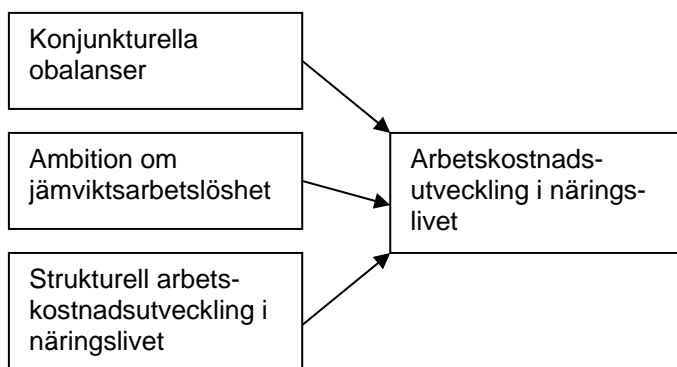 Konjunkturella
obalanser
Ambition om
jämviktsarbetslöshet
Arbetskostnads-
utveckling i närings-
livet
Strukturell arbets-
kostnadsutveckling i
näringslivet